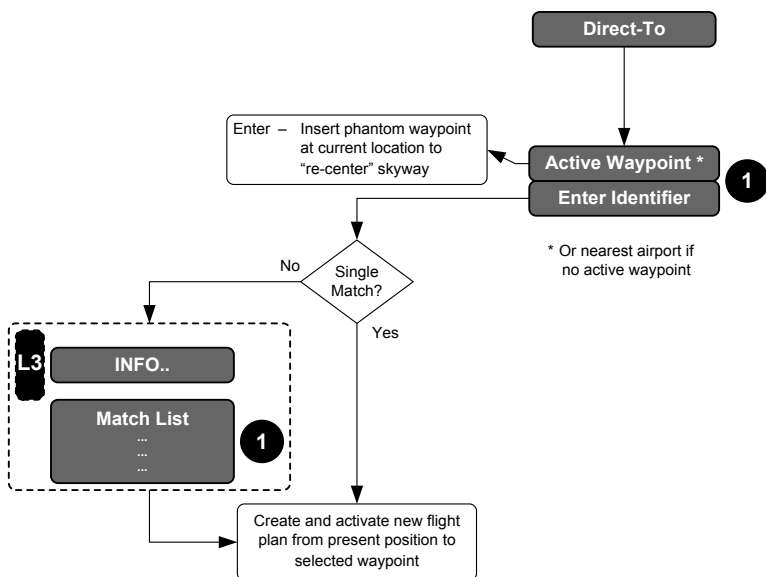 Direct-To
Enter – Insert phantom waypoint
at current location to
“re-center” skyway
Active Waypoint *
Enter Identifier
1
* Or nearest airport if
no active waypoint
No
Single
Match?
Yes
L3
INFO..
Match List
...
...
...
1
Create and activate new flight
plan from present position to
selected waypoint